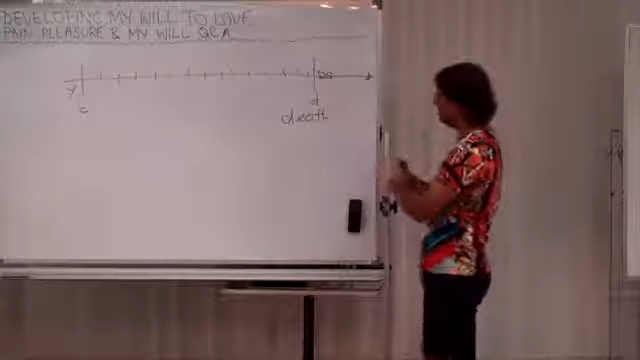 DEVELOPING MY WILL TO LOVE
PAIN PLEASURE & MY WILL Q&A
c
d
death